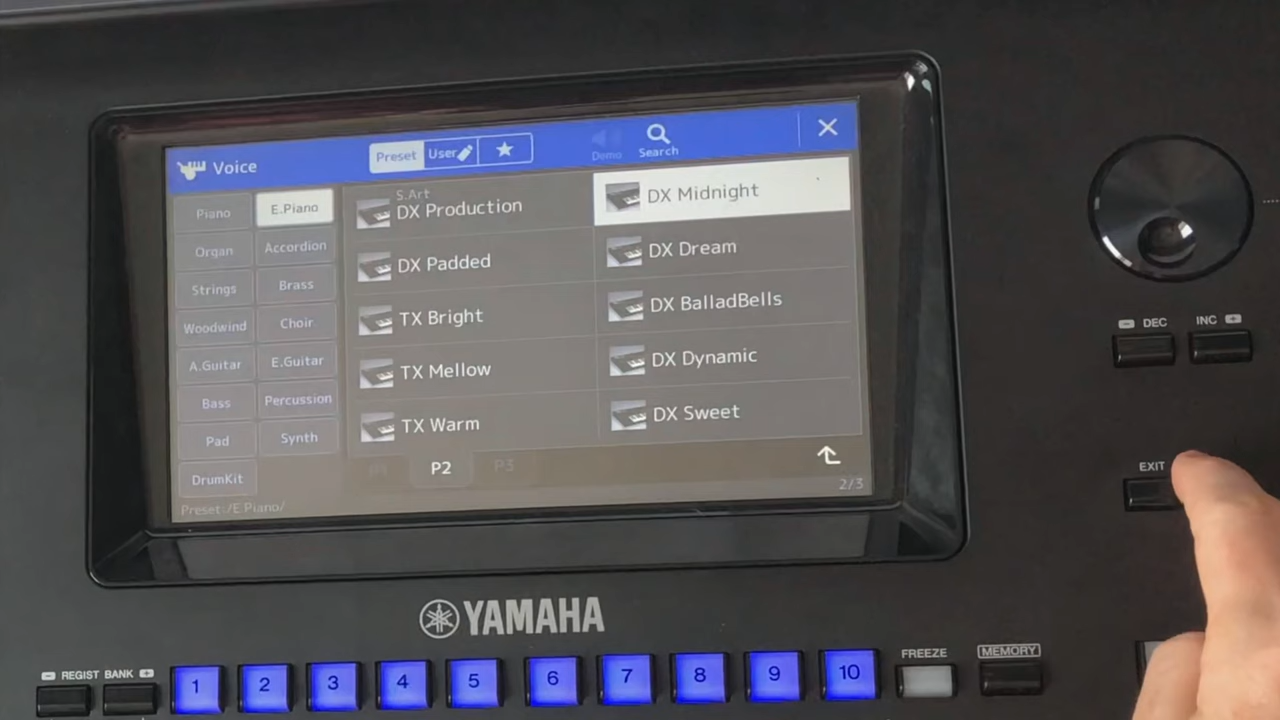 Voice
Preset User
Demo
Search
Piano E.Piano
Organ Accordion
Strings Brass
Woodwind Choir
A.Guitar E.Guitar
Bass Percussion
Pad Synth
DrumKit
S.Art
DX Production
DX Padded
TX Bright
TX Mellow
TX Warm
DX Midnight
DX Dream
DX BalladBells
DX Dynamic
DX Sweet
P2 P3
Preset:/E.Piano/
2/3
DEC INC
EXIT
YAMAHA
REGIST BANK
1 2 3 4 5 6 7 8 9 10
FREEZE
MEMORY